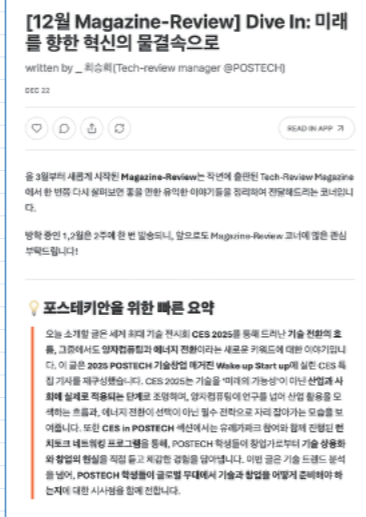 [12월 Magazine-Review] Dive In: 미래
를 향한 혁신의 물결속으로
written by _ 최승희(Tech-review manager @POSTECH)
DEC 22
READ IN APP
올 3월부터 새롭게 시작된 Magazine-Review는 작년에 출판된 Tech-Review Magazine
에서 한 번쯤 다시 살펴보면 좋을 만한 유익한 이야기들을 정리하여 전달해드리는 코너입니
다.
방학 중인 1,2월은 2주에 한 번 발송되니, 앞으로도 Magazine-Review 코너에 많은 관심
부탁드립니다!
포스테키안을 위한 빠른 요약
오늘 소개할 글은 세계 최대 기술 전시회 CES 2025를 통해 드러난 기술 전환의 흐
름, 그중에서도 양자컴퓨팅과 에너지 전환이라는 새로운 키워드에 대한 이야기입니
다. 이 글은 2025 POSTECH 기술창업 매거진 Wake up Start up에 실린 CES 특
집 기사를 재구성했습니다. CES 2025는 기술을 '미래의 가능성'이 아닌 산업과 사
회에 실제로 적용되는 단계로 조명하며, 양자컴퓨팅이 연구를 넘어 산업 활용을 모
색하는 흐름과, 에너지 전환이 선택이 아닌 필수 전략으로 자리 잡아가는 모습을 보
여줍니다. 또한 CES in POSTECH 섹션에서는 유레카파크 참여와 함께 진행된 런
치토크 네트워킹 프로그램을 통해, POSTECH 학생들이 창업가로부터 기술 상용화
와 창업의 현실을 직접 듣고 체감한 경험을 담아냅니다. 이번 글은 기술 트렌드 분석
을 넘어, POSTECH 학생들이 글로벌 무대에서 기술과 창업을 어떻게 준비해야 하
는지에 대한 시사점을 함께 전합니다.